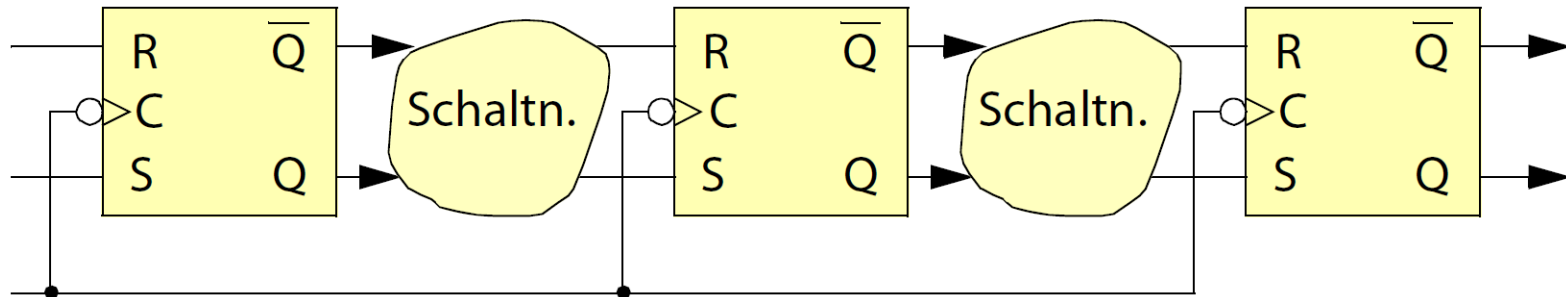 R Q̅
C
S Q
Schaltn.
R Q̅
C
S Q
Schaltn.
R Q̅
C
S Q